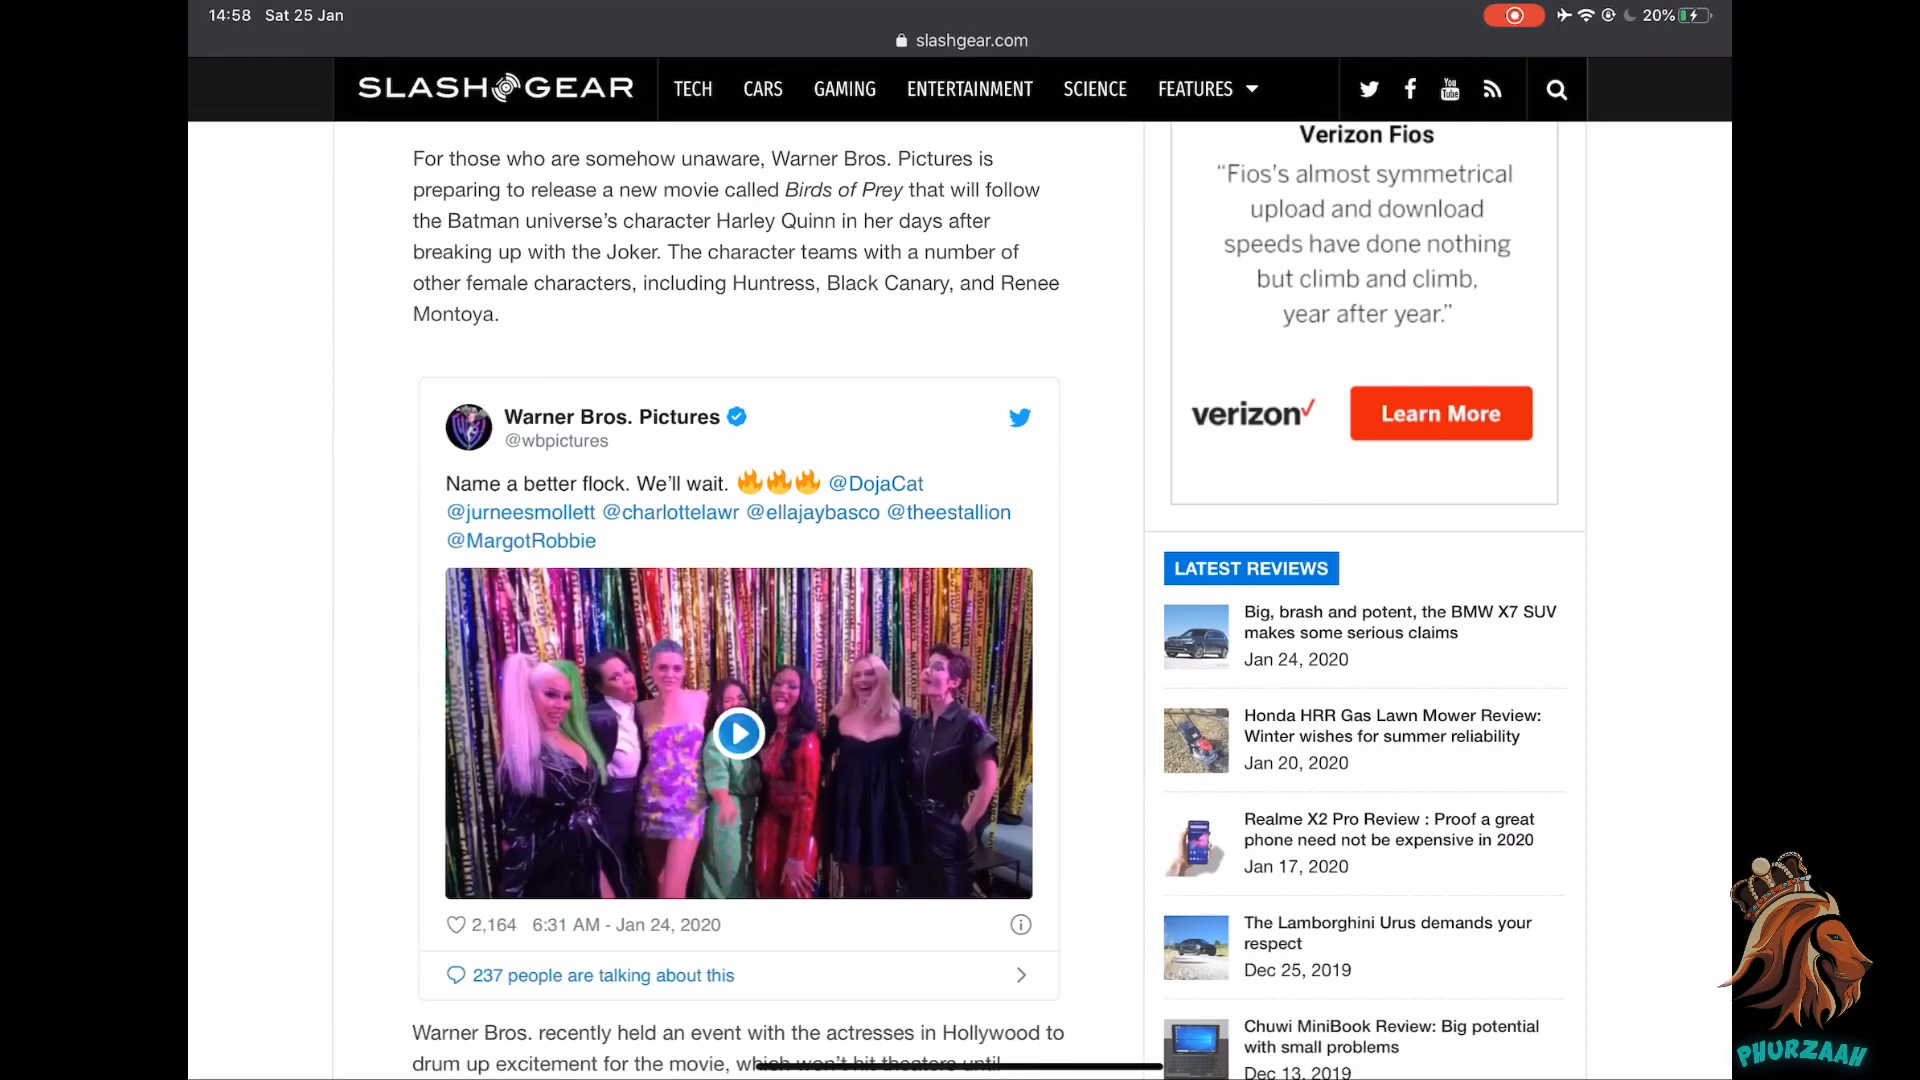 14:58 Sat 25 Jan
20%
slashgear.com
SLASHGEAR
TECH CARS GAMING ENTERTAINMENT SCIENCE FEATURES
You
Tube
For those who are somehow unaware, Warner Bros. Pictures is
preparing to release a new movie called Birds of Prey that will follow
the Batman universe’s character Harley Quinn in her days after
breaking up with the Joker. The character teams with a number of
other female characters, including Huntress, Black Canary, and Renee
Montoya.
Warner Bros. Pictures
@wbpictures
Name a better flock. We’ll wait. 🔥🔥🔥 @DojaCat
@jurneesmollett @charlottelawr @ellajaybasco @theestallion
@MargotRobbie
2,164 6:31 AM - Jan 24, 2020
237 people are talking about this
Warner Bros. recently held an event with the actresses in Hollywood to
drum up excitement for the movie, which won’t hit theaters until
Verizon Fios
“Fios’s almost symmetrical
upload and download
speeds have done nothing
but climb and climb,
year after year.”
verizon✓
Learn More
LATEST REVIEWS
Big, brash and potent, the BMW X7 SUV
makes some serious claims
Jan 24, 2020
Honda HRR Gas Lawn Mower Review:
Winter wishes for summer reliability
Jan 20, 2020
Realme X2 Pro Review : Proof a great
phone need not be expensive in 2020
Jan 17, 2020
The Lamborghini Urus demands your
respect
Dec 25, 2019
Chuwi MiniBook Review: Big potential
with small problems
Dec 13, 2019
PHURZAAH